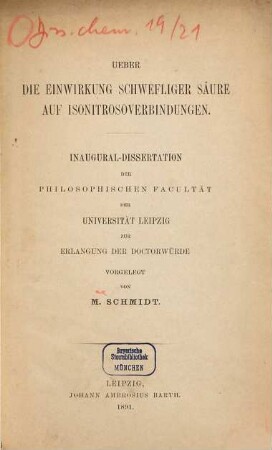 Diss. chem. 19/21
UEBER
DIE EINWIRKUNG SCHWEFLIGER SÄURE
AUF ISONITROSOVERBINDUNGEN.
INAUGURAL-DISSERTATION
DER
PHILOSOPHISCHEN FACULTÄT
DER
UNIVERSITÄT LEIPZIG
ZUR
ERLANGUNG DER DOCTORWÜRDE
VORGELEGT
VON
M. SCHMIDT.
Bayerische
Staatsbibliothek
MÜNCHEN
LEIPZIG,
JOHANN AMBROSIUS BARTH.
1891.